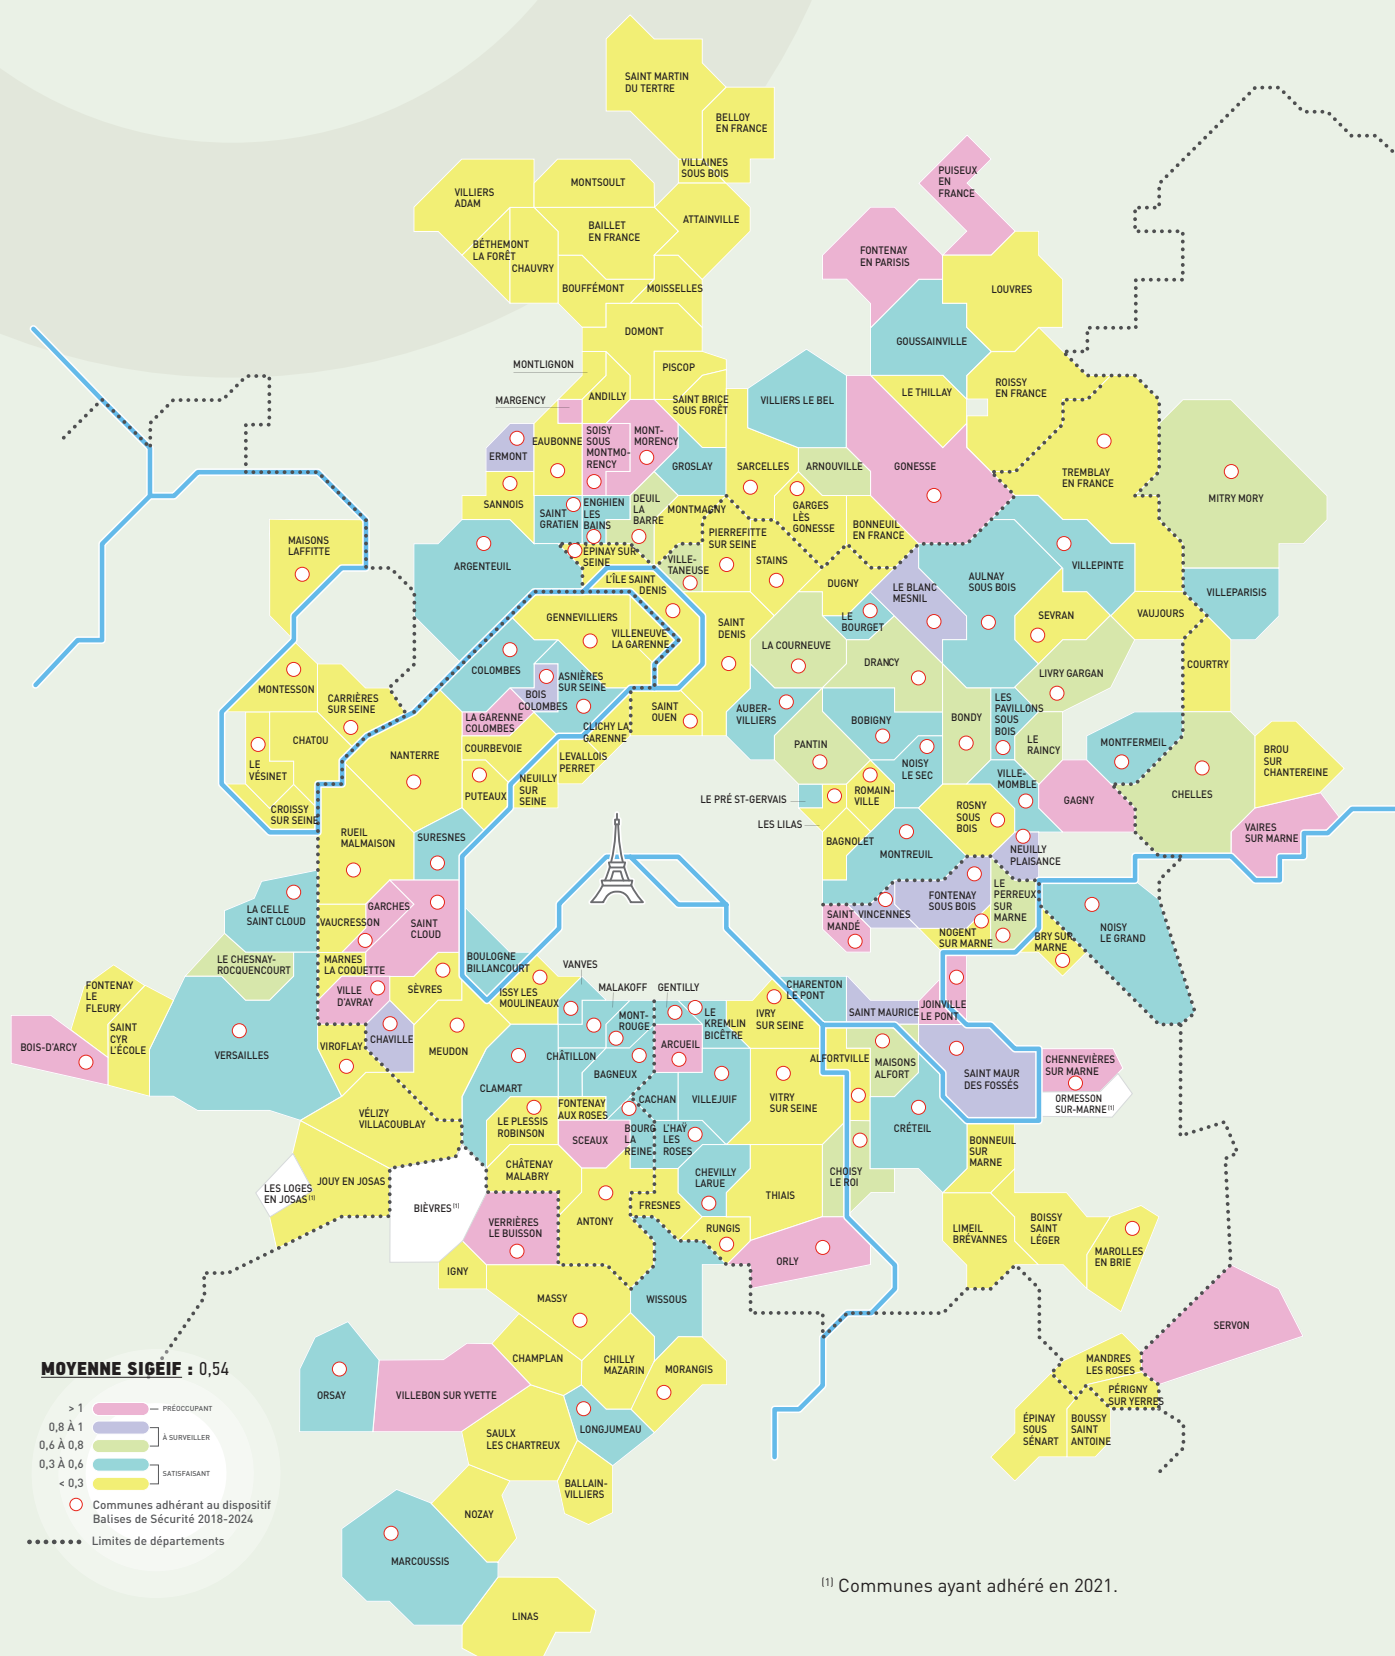 SAINT MARTIN
DU TERTRE
BELLOY
EN FRANCE
VILLAINES
SOUS BOIS
VILLIERS
ADAM
MONTSOULT
ATTAINVILLE
BAILLET
EN FRANCE
BÉTHEMONT
LA FORÊT
CHAUVRY
BOUFFÉMONT
MOISSELLES
DOMONT
PUISEUX
EN
FRANCE
FONTENAY
EN PARISIS
LOUVRES
GOUSSAINVILLE
MONTLIGNON
PISCOP
MARGENCY
ANDILLY
SAINT BRICE
SOUS FORÊT
VILLIERS LE BEL
LE THILLAY
ROISSY
EN FRANCE
ERMONT
EAUBONNE
SOISY
SOUS
MONTMO-
RENCY
MONT-
MORENCY
GROSLAY
SARCELLES
ARNOUVILLE
GONESSE
TREMBLAY
EN FRANCE
MITRY MORY
SANNOIS
SAINT
GRATIEN
ENGHIEN
LES
BAINS
DEUIL
LA
BARRE
MONTMAGNY
GARGES
LÈS
GONESSE
BONNEUIL
EN FRANCE
MAISONS
LAFFITTE
ARGENTEUIL
ÉPINAY SUR
SEINE
VILLE-
TANEUSE
PIERREFITTE
SUR SEINE
STAINS
DUGNY
LE BLANC
MESNIL
AULNAY
SOUS BOIS
VILLEPINTE
VILLEPARISIS
L'ÎLE SAINT
DENIS
GENNEVILLIERS
VILLENEUVE
LA GARENNE
SAINT
DENIS
LE
BOURGET
SEVRAN
VAUJOURS
LA COURNEUVE
DRANCY
LIVRY GARGAN
COURTRY
MONTESSON
CARRIÈRES
SUR SEINE
COLOMBES
BOIS
COLOMBES
ASNIÈRES
SUR SEINE
LA GARENNE
COLOMBES
CLICHY LA
GARENNE
SAINT
OUEN
AUBER-
VILLIERS
BOBIGNY
BONDY
LES
PAVILLONS
SOUS
BOIS
LE
RAINCY
MONTFERMEIL
CHELLES
BROU
SUR
CHANTEREINE
CHATOU
LE
VÉSINET
CROISSY
SUR SEINE
NANTERRE
COURBEVOIE
PUTEAUX
NEUILLY
SUR
SEINE
LEVALLOIS
PERRET
PANTIN
NOISY
LE SEC
VILLE-
MOMBLE
GAGNY
LE PRÉ ST-GERVAIS
ROMAIN-
VILLE
ROSNY
SOUS
BOIS
LES LILAS
BAGNOLET
MONTREUIL
NEUILLY
PLAISANCE
VAIRES
SUR MARNE
RUEIL
MALMAISON
SURESNES
LA CELLE
SAINT CLOUD
VAUCRESSON
GARCHES
SAINT
CLOUD
SAINT
MANDÉ
VINCENNES
FONTENAY
SOUS BOIS
LE
PERREUX
SUR
MARNE
NOGENT
SUR MARNE
BRY SUR
MARNE
NOISY
LE GRAND
LE CHESNAY-
ROCQUENCOURT
MARNES
LA COQUETTE
BOULOGNE
BILLANCOURT
VILLE
D'AVRAY
SÈVRES
ISSY LES
MOULINEAUX
VANVES
MALAKOFF
GENTILLY
CHARENTON
LE PONT
SAINT MAURICE
JOINVILLE
LE PONT
FONTENAY
LE
FLEURY
SAINT
CYR
L'ÉCOLE
BOIS-D'ARCY
VERSAILLES
VIROFLAY
CHAVILLE
MEUDON
MONT-
ROUGE
LE
KREMLIN
BICÊTRE
IVRY
SUR SEINE
ARCUEIL
CHÂTILLON
BAGNEUX
CLAMART
CACHAN
VILLEJUIF
VITRY
SUR SEINE
ALFORTVILLE
MAISONS
ALFORT
SAINT MAUR
DES FOSSÉS
CHENNEVIÈRES
SUR MARNE
ORMESSON
SUR-MARNE(1)
CRÉTEIL
VÉLIZY
VILLACOUBLAY
LE PLESSIS
ROBINSON
FONTENAY
AUX ROSES
SCEAUX
BOURG
LA
REINE
L'HAŸ
LES
ROSES
CHEVILLY
LARUE
CHOISY
LE ROI
BONNEUIL
SUR
MARNE
LES LOGES
EN JOSAS(1)
JOUY EN JOSAS
BIÈVRES(1)
CHÂTENAY
MALABRY
VERRIÈRES
LE BUISSON
ANTONY
FRESNES
RUNGIS
THIAIS
ORLY
LIMEIL
BRÉVANNES
BOISSY
SAINT
LÉGER
MAROLLES
EN BRIE
IGNY
MASSY
WISSOUS
SERVON
CHAMPLAN
CHILLY
MAZARIN
MORANGIS
MANDRES
LES ROSES
PÉRIGNY
SUR YERRES
ÉPINAY
SOUS
SÉNART
BOUSSY
SAINT
ANTOINE
ORSAY
VILLEBON SUR YVETTE
SAULX
LES CHARTREUX
LONGJUMEAU
BALLAIN-
VILLIERS
NOZAY
MARCOUSSIS
LINAS
MOYENNE SIGEIF : 0,54
> 1 PRÉOCCUPANT
0,8 À 1
À SURVEILLER
0,6 À 0,8
0,3 À 0,6
SATISFAISANT
< 0,3
Communes adhérant au dispositif
Balises de Sécurité 2018-2024
Limites de départements
(1) Communes ayant adhéré en 2021.